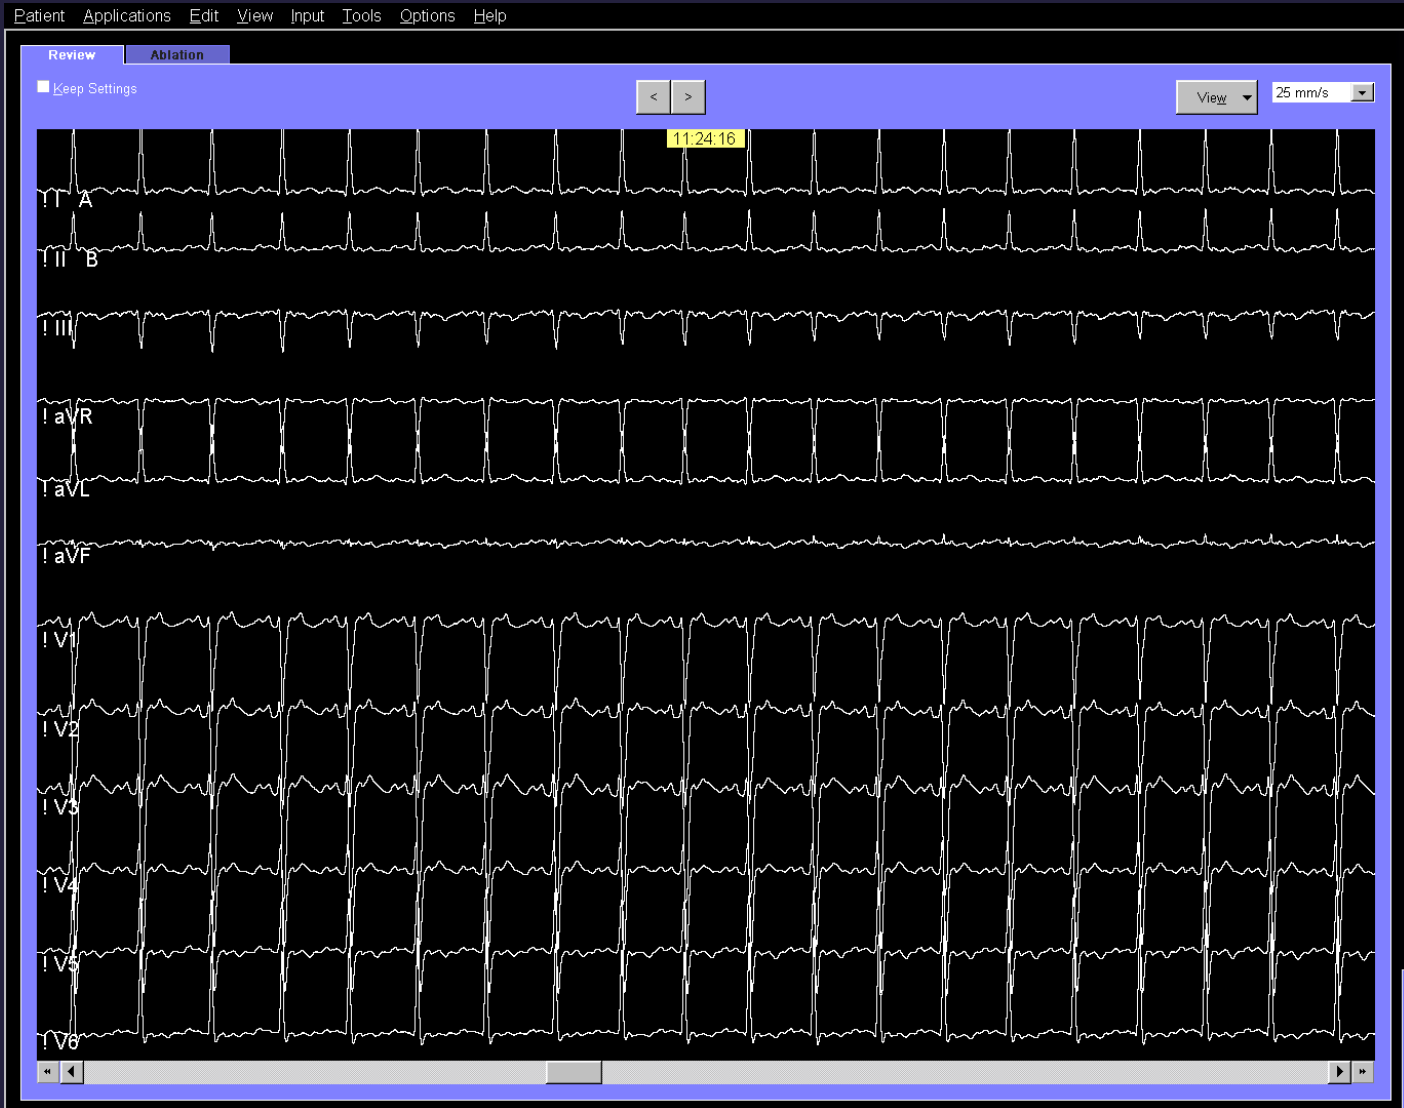 Patient Applications Edit View Input Tools Options Help
Review Ablation
Keep Settings < > View 25 mm/s
11:24:16
! I A
! II B
! III
! aVR
! aVL
! aVF
! V1
! V2
! V3
! V4
! V5
! V6